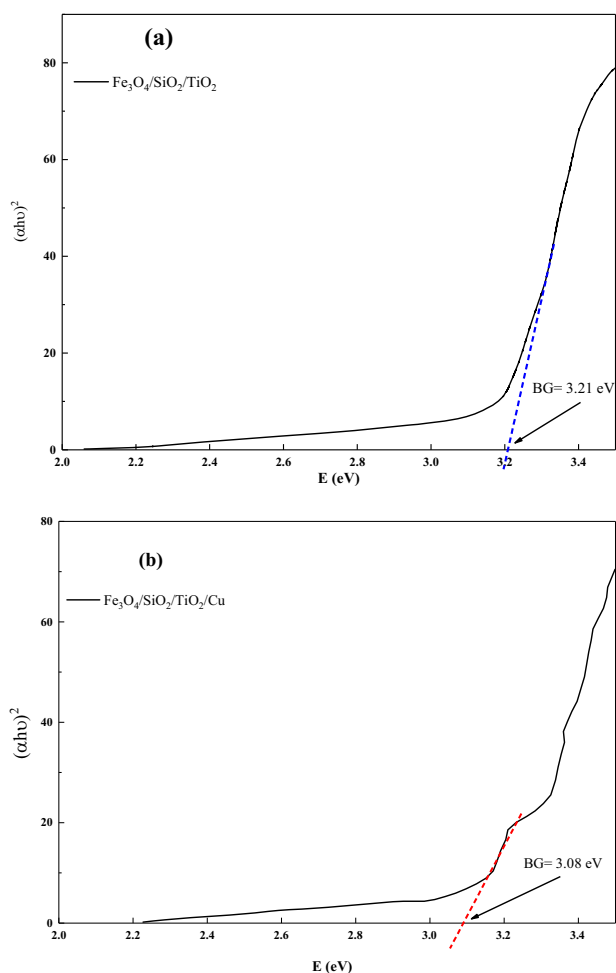 (a)
80
Fe₃O₄/SiO₂/TiO₂
60
(αhυ)²
40
20
BG= 3.21 eV
0
2.0 2.2 2.4 2.6 2.8 3.0 3.2 3.4
E (eV)
80
(b)
Fe₃O₄/SiO₂/TiO₂/Cu
60
(αhυ)²
40
20
BG= 3.08 eV
0
2.0 2.2 2.4 2.6 2.8 3.0 3.2 3.4
E (eV)